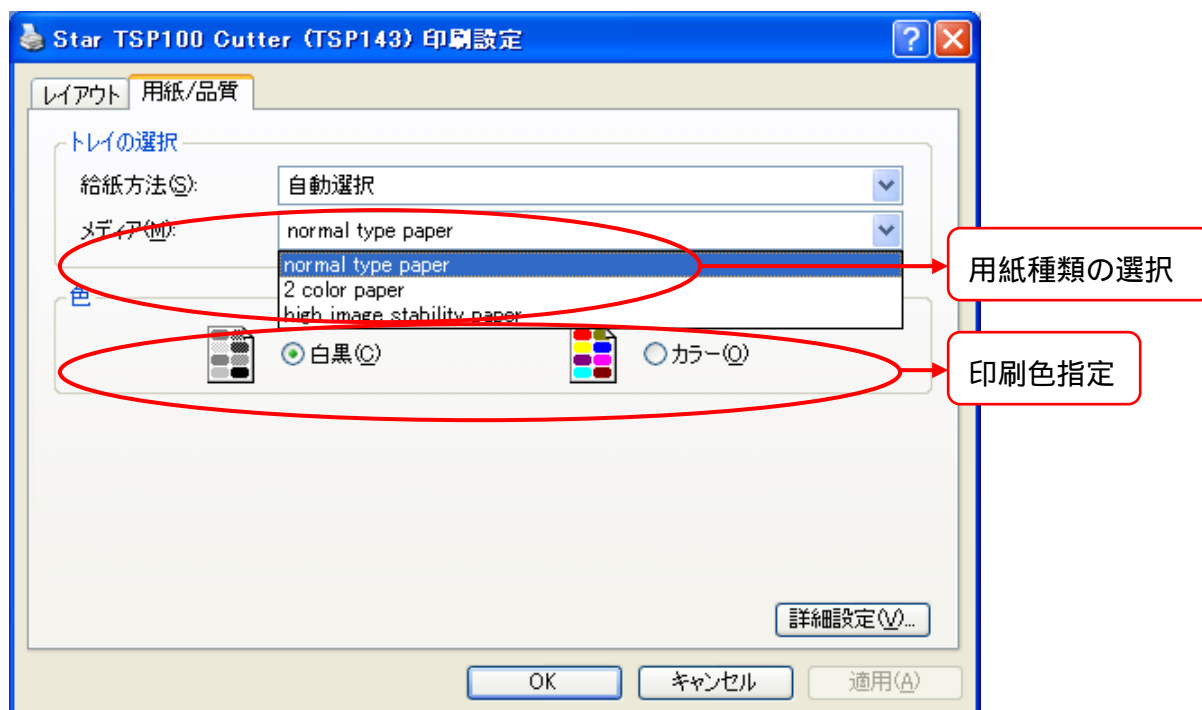 Star TSP100 Cutter (TSP143) 印刷設定
レイアウト 用紙/品質
トレイの選択
給紙方法(S): 自動選択
メディア(M): normal type paper
normal type paper
2 color paper
high image stability paper
用紙種類の選択
色
白黒(C) カラー(O)
印刷色指定
詳細設定(V)...
OK キャンセル 適用(A)